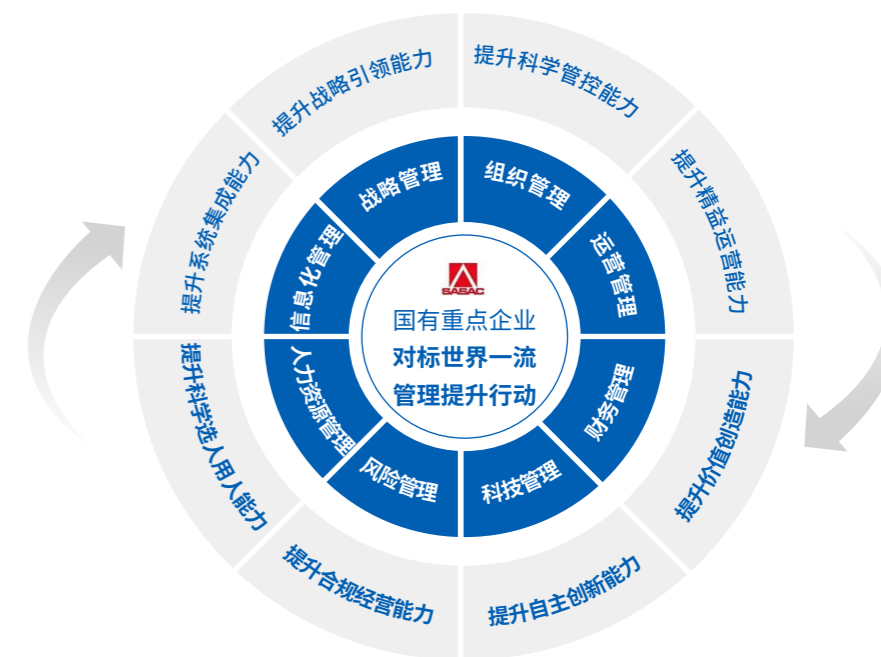 SASAC
国有重点企业
对标世界一流
管理提升行动
战略管理
组织管理
运营管理
财务管理
科技管理
风险管理
人力资源管理
信息化管理
提升战略引领能力
提升科学管控能力
提升精益运营能力
提升价值创造能力
提升自主创新能力
提升合规经营能力
提升科学选人用人能力
提升系统集成能力